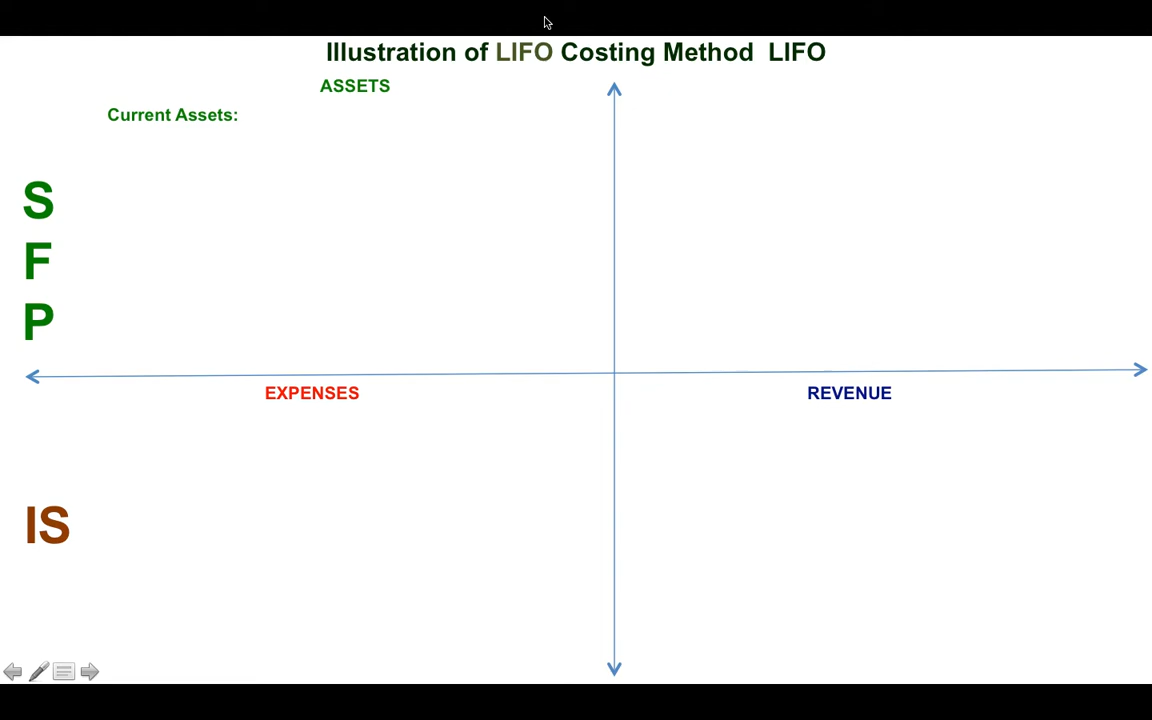 Illustration of LIFO Costing Method  LIFO
ASSETS
Current Assets:
S
F
P
EXPENSES
REVENUE
IS